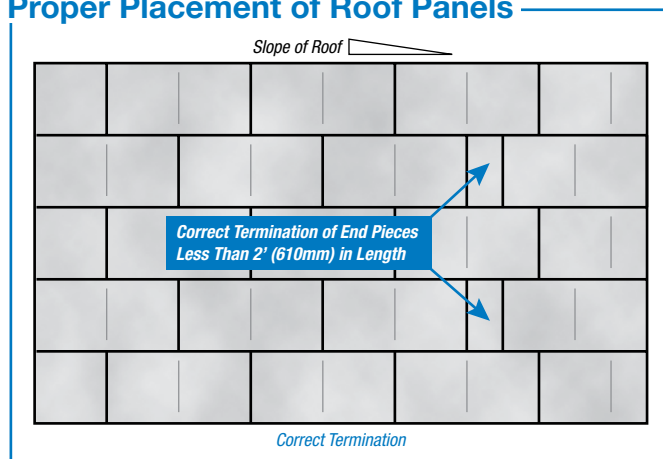 Proper Placement of Roof Panels
Slope of Roof
Correct Termination of End Pieces
Less Than 2' (610mm) in Length
Correct Termination